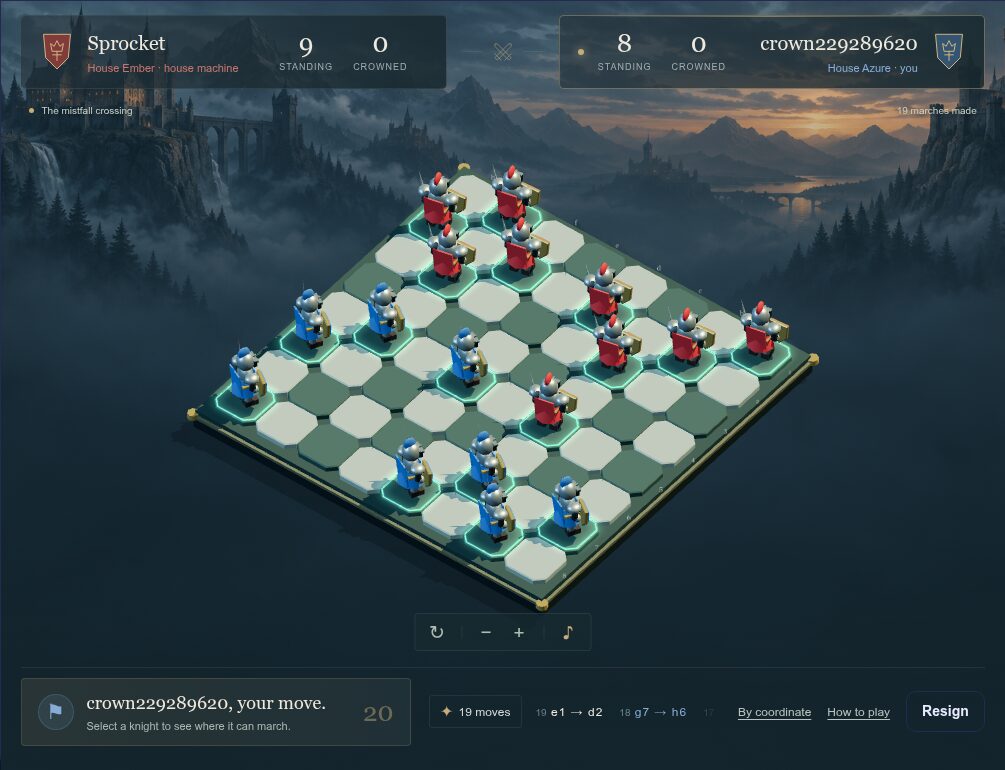 Sprocket
House Ember · house machine
9
STANDING
0
CROWNED
8
STANDING
0
CROWNED
crown229289620
House Azure · you
The mistfall crossing
19 marches made
crown229289620, your move.
Select a knight to see where it can march.
20
19 moves
19 e1 → d2
18 g7 → h6
17
By coordinate
How to play
Resign